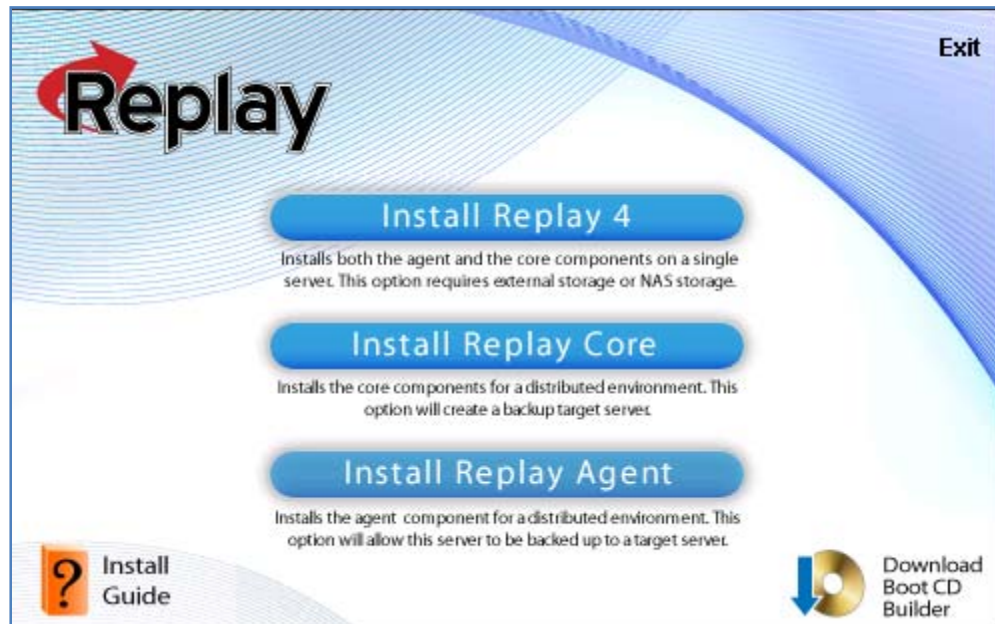 Exit
Replay
Install Replay 4
Installs both the agent and the core components on a single
server. This option requires external storage or NAS storage.
Install Replay Core
Installs the core components for a distributed environment. This
option will create a backup target server.
Install Replay Agent
Installs the agent component for a distributed environment. This
option will allow this server to be backed up to a target server.
?
Install
Guide
Download
Boot CD
Builder